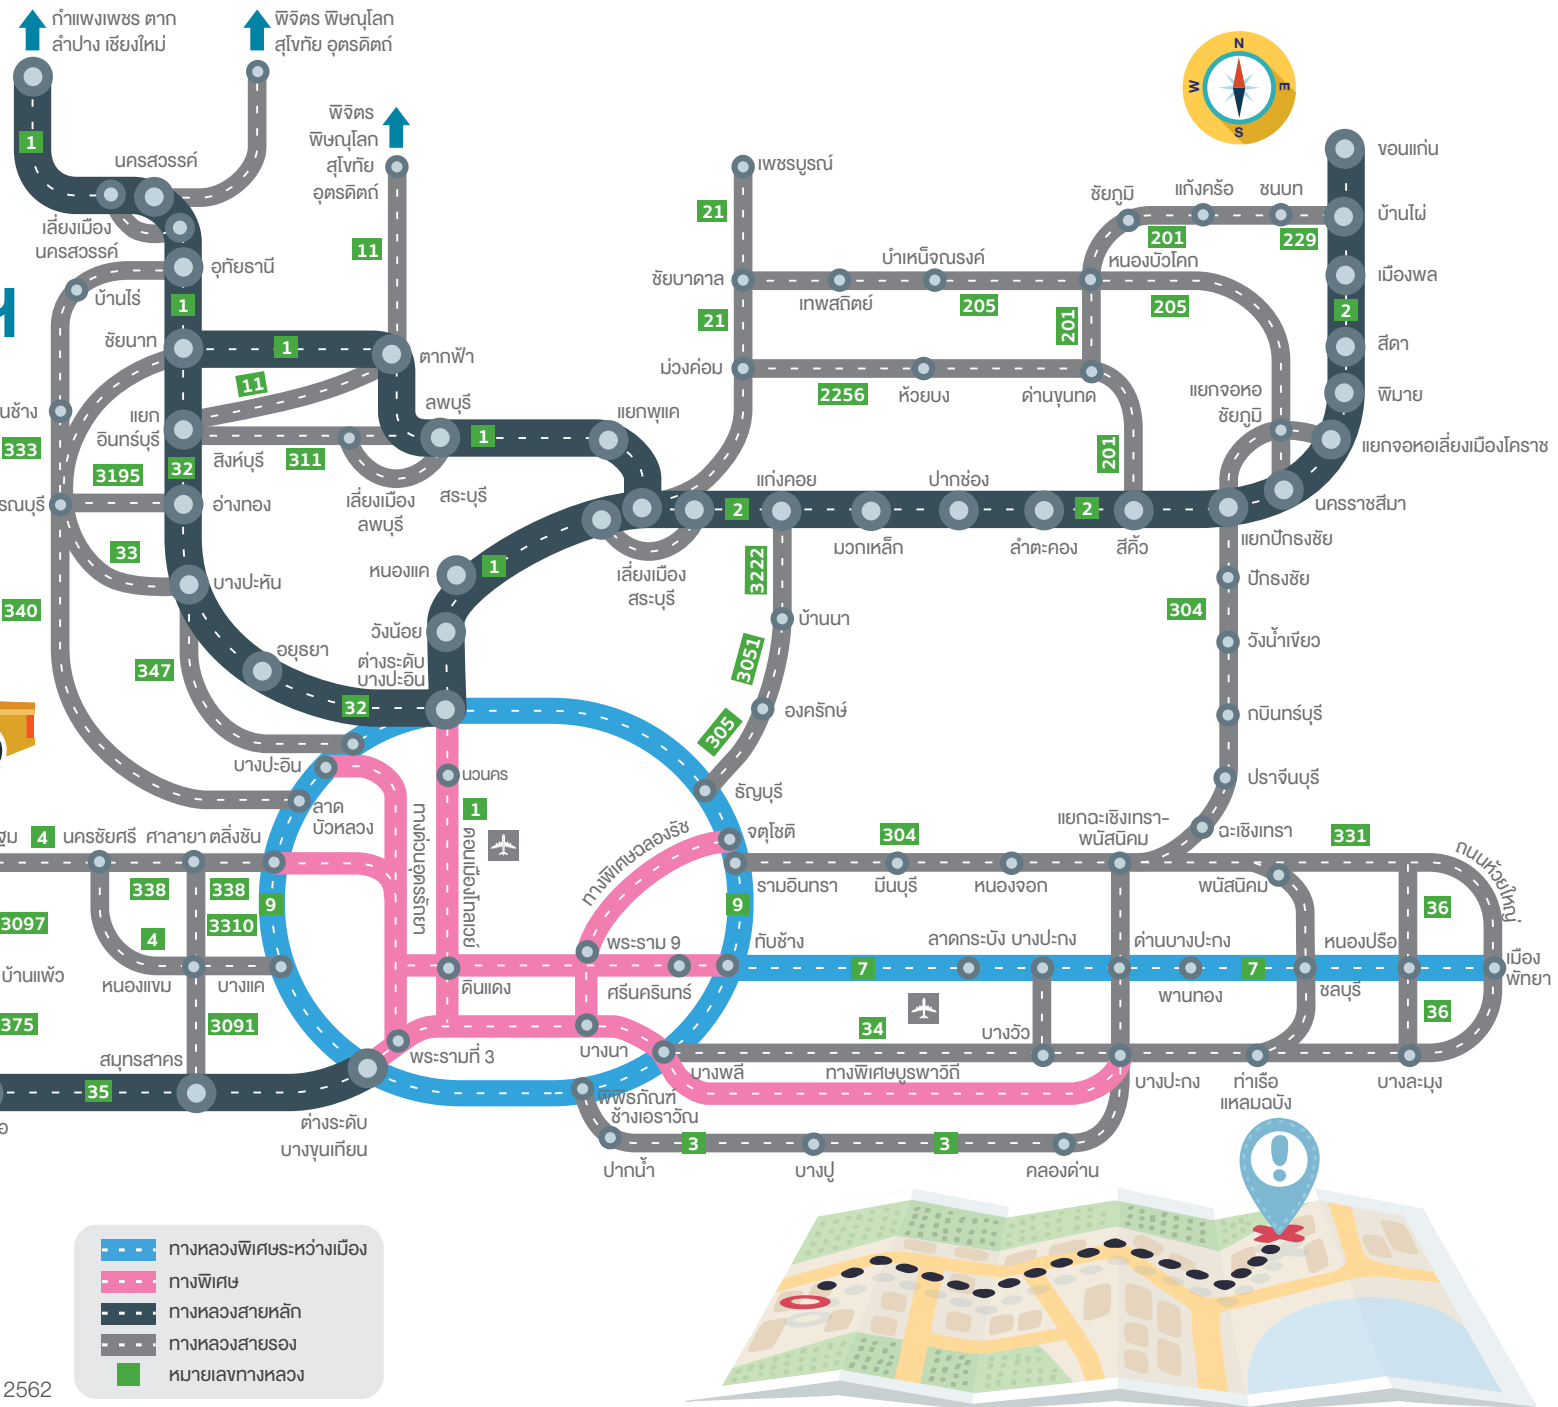 กำแพงเพชร ตาก
ลำปาง เชียงใหม่
พิจิตร พิษณุโลก
สุโขทัย อุตรดิตถ์
พิจิตร
พิษณุโลก
สุโขทัย
อุตรดิตถ์
N
E
S
W
1
นครสวรรค์
เลี่ยงเมือง
นครสวรรค์
อุทัยธานี
บ้านไร่
1
11
ชัยนาท
1
ตากฟ้า
11
นช้าง
333
แยก
อินทร์บุรี
ลพบุรี
1
แยกพุแค
3195
32
สิงห์บุรี
311
เลี่ยงเมือง
ลพบุรี
สระบุรี
รณบุรี
อ่างทอง
33
340
บางปะหัน
347
อยุธยา
32
หนองแค
1
วังน้อย
ต่างระดับ
บางปะอิน
เพชรบูรณ์
21
ชัยบาดาล
21
ม่วงค่อม
เทพสถิตย์
บำเหน็จณรงค์
205
หนองบัวโคก
205
201
ชัยภูมิ
201
แก้งคร้อ
ชนบท
229
ขอนแก่น
บ้านไผ่
เมืองพล
2
สีดา
พิมาย
แยกจอหอ
ชัยภูมิ
แยกจอหอเลี่ยงเมืองโคราช
นครราชสีมา
2256
ห้วยบง
ด่านขุนทด
201
แก่งคอย
2
มวกเหล็ก
ปากช่อง
ลำตะคอง
2
สีคิ้ว
แยกปักธงชัย
เลี่ยงเมือง
สระบุรี
3222
บ้านนา
3051
องครักษ์
305
ธัญบุรี
ปักธงชัย
304
วังน้ำเขียว
กบินทร์บุรี
ปราจีนบุรี
ฉะเชิงเทรา
แยกฉะเชิงเทรา-
พนัสนิคม
บางปะอิน
ลาด
บัวหลวง
นวนคร
1
ทางด่วนอุดรรัถยา
ดอนเมืองโทลเวย์
ทางพิเศษฉลองรัช
จตุโชติ
รามอินทรา
304
มีนบุรี
หนองจอก
331
พนัสนิคม
ถนนห้วยใหญ่
36
ฐม
4
นครชัยศรี
ศาลายา
ตลิ่งชัน
338
338
3310
9
9
3097
4
บ้านแพ้ว
หนองแขม
บางแค
375
3091
สมุทรสาคร
35
อ
ต่างระดับ
บางขุนเทียน
ดินแดง
พระราม 9
ศรีนครินทร์
ทับช้าง
7
ลาดกระบัง
บางปะกง
ด่านบางปะกง
พานทอง
7
หนองปรือ
ชลบุรี
เมือง
พัทยา
36
พระรามที่ 3
บางนา
บางพลี
34
ทางพิเศษบูรพาวิถี
บางวัว
บางปะกง
ท่าเรือ
แหลมฉบัง
บางละมุง
พิพิธภัณฑ์
ช้างเอราวัณ
ปากน้ำ
3
บางปู
3
คลองด่าน
ทางหลวงพิเศษระหว่างเมือง
ทางพิเศษ
ทางหลวงสายหลัก
ทางหลวงสายรอง
หมายเลขทางหลวง
2562